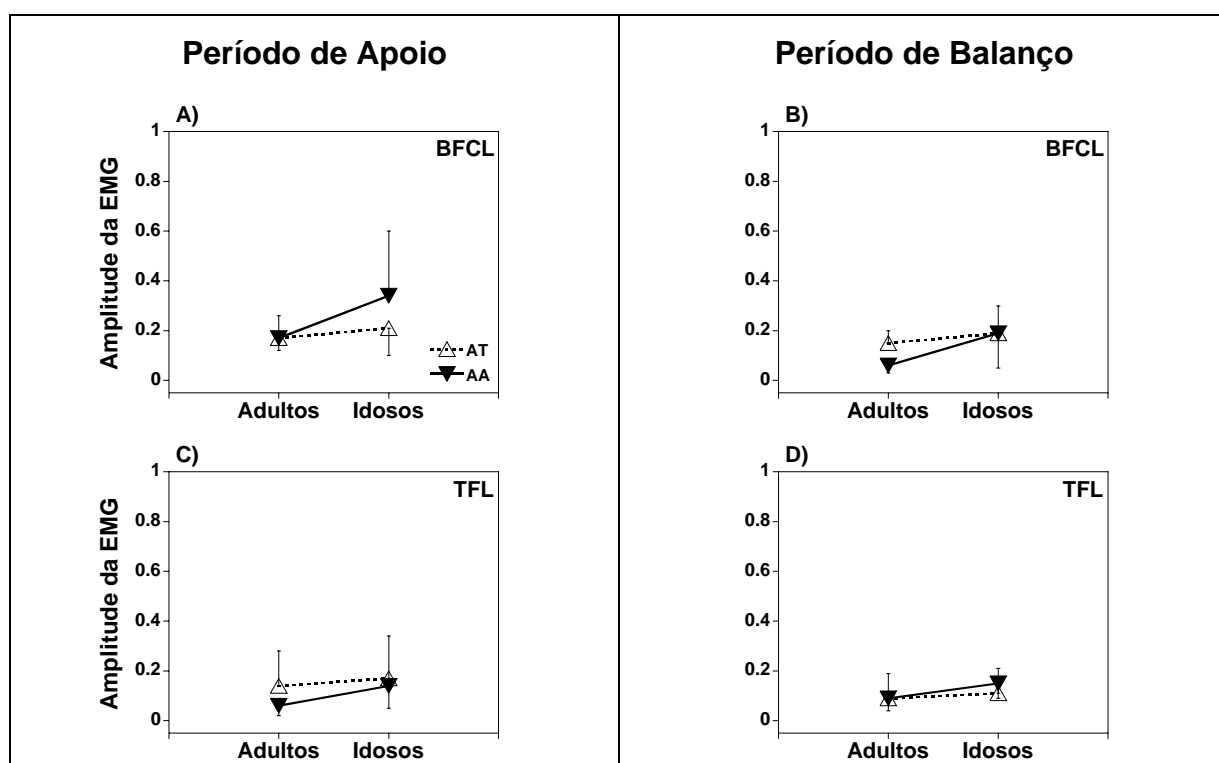 Período de Apoio
Período de Balanço
A)
BFCL
1
0.8
0.6
0.4
0.2
0
Amplitude da EMG
AT
AA
Adultos Idosos
B)
BFCL
1
0.8
0.6
0.4
0.2
0
Adultos Idosos
C)
TFL
1
0.8
0.6
0.4
0.2
0
Amplitude da EMG
Adultos Idosos
D)
TFL
1
0.8
0.6
0.4
0.2
0
Adultos Idosos